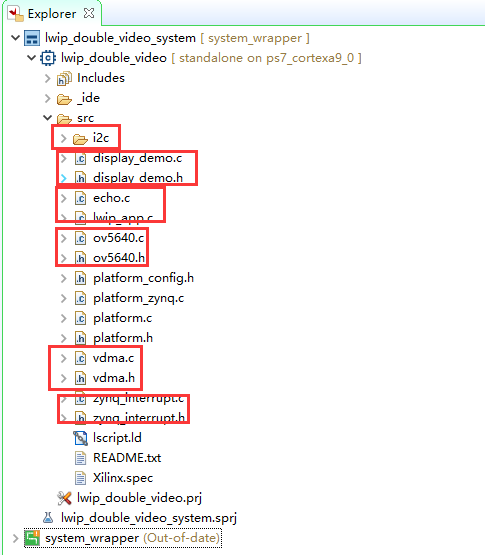 Explorer
lwip_double_video_system [ system_wrapper ]
lwip_double_video [ standalone on ps7_cortexa9_0 ]
Includes
_ide
src
i2c
display_demo.c
display_demo.h
echo.c
lwip_app.c
ov5640.c
ov5640.h
platform_config.h
platform_zynq.c
platform.c
platform.h
vdma.c
vdma.h
zynq_interrupt.c
zynq_interrupt.h
lscript.ld
README.txt
Xilinx.spec
lwip_double_video.prj
lwip_double_video_system.sprj
system_wrapper (Out-of-date)